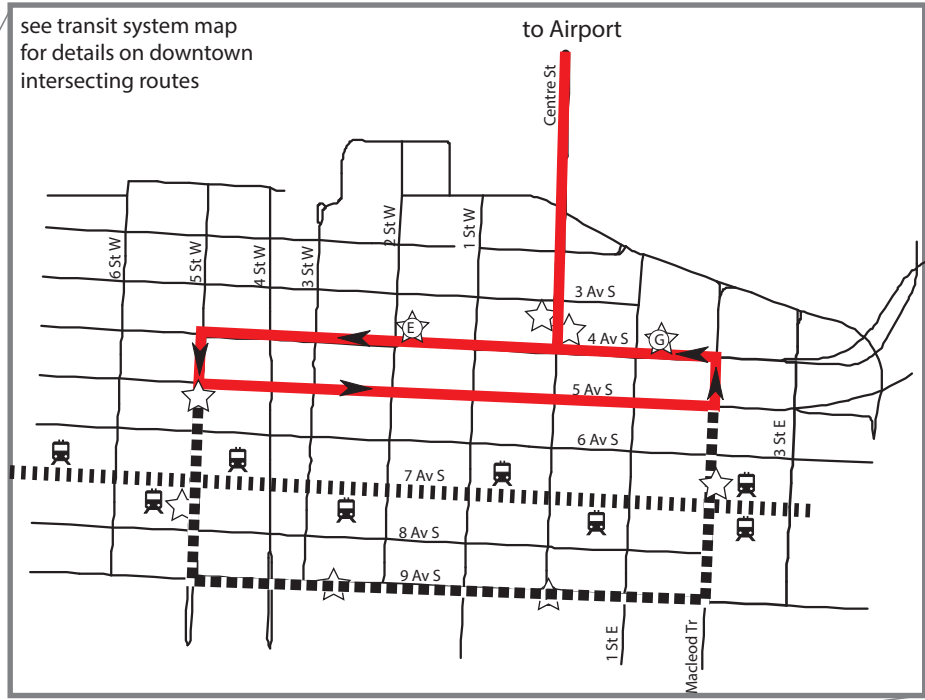 see transit system map
for details on downtown
intersecting routes
to Airport
Centre St
6 St W
5 St W
4 St W
3 St W
2 St W
1 St W
3 Av S
E
4 Av S
G
5 Av S
6 Av S
3 St E
7 Av S
8 Av S
9 Av S
1 St E
Macleod Tr